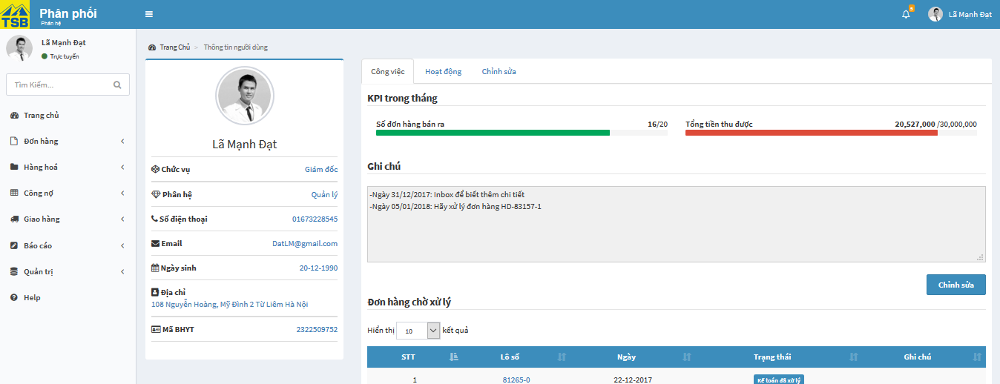 TSB
Phân phối
Phân hệ
9
Lã Mạnh Đạt
Lã Mạnh Đạt
Trực tuyến
Tìm Kiếm...
Trang chủ
Đơn hàng
Hàng hoá
Công nợ
Giao hàng
Báo cáo
Quản trị
Help
Trang Chủ > Thông tin người dùng
Lã Mạnh Đạt
Chức vụ Giám đốc
Phân hệ Quản lý
Số điện thoại 01673228545
Email DatLM@gmail.com
Ngày sinh 20-12-1990
Địa chỉ
108 Nguyễn Hoàng, Mỹ Đình 2 Từ Liêm Hà Nội
Mã BHYT 2322509752
Công việc Hoạt động Chỉnh sửa
KPI trong tháng
Số đơn hàng bán ra 16/20
Tổng tiền thu được 20,527,000 /30,000,000
Ghi chú
-Ngày 31/12/2017: Inbox để biết thêm chi tiết
-Ngày 05/01/2018: Hãy xử lý đơn hàng HD-83157-1
Chỉnh sửa
Đơn hàng chờ xử lý
Hiển thị 10 kết quả
STT Lô số Ngày Trạng thái Ghi chú
1 81265-0 22-12-2017 Kế toán đã xử lý